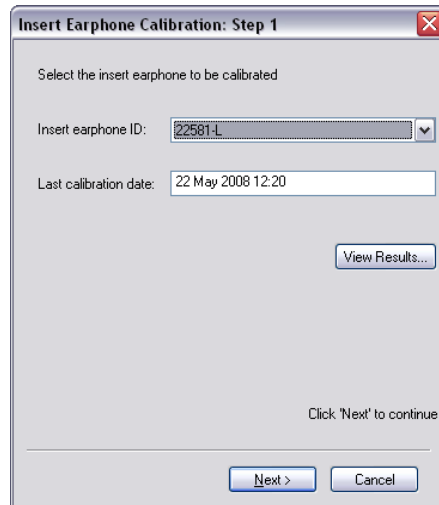 Insert Earphone Calibration: Step 1
Select the insert earphone to be calibrated
Insert earphone ID: 22581-L
Last calibration date: 22 May 2008 12:20
View Results...
Click 'Next' to continue
Next > Cancel